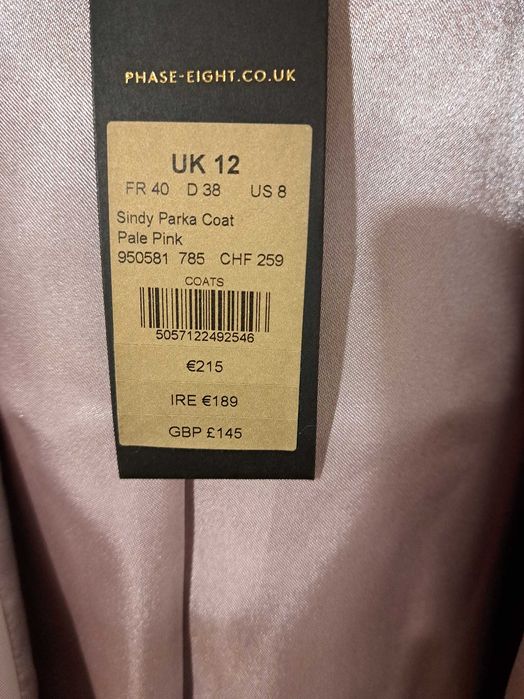 PHASE-EIGHT.CO.UK
UK 12
FR 40 D 38 US 8
Sindy Parka Coat
Pale Pink
950581 785 CHF 259
COATS
5057122492546
€215
IRE €189
GBP £145